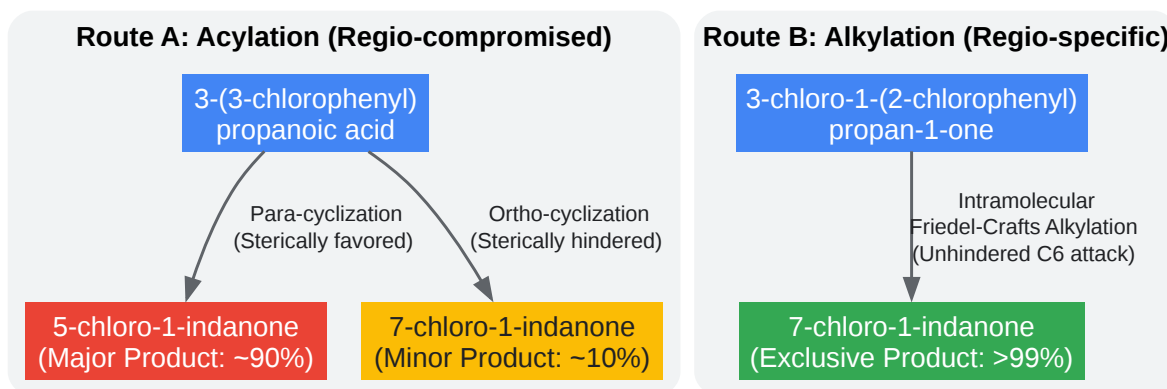 Route A: Acylation (Regio-compromised)
3-(3-chlorophenyl)
propanoic acid
Para-cyclization
(Sterically favored)
Ortho-cyclization
(Sterically hindered)
5-chloro-1-indanone
(Major Product: ~90%)
7-chloro-1-indanone
(Minor Product: ~10%)
Route B: Alkylation (Regio-specific)
3-chloro-1-(2-chlorophenyl)
propan-1-one
Intramolecular
Friedel-Crafts Alkylation
(Unhindered C6 attack)
7-chloro-1-indanone
(Exclusive Product: >99%)